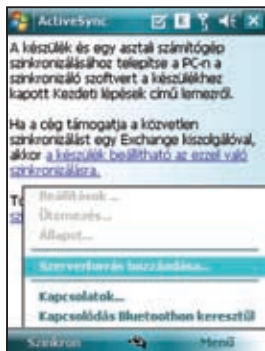 ActiveSync
A készülék és egy asztali számítógép
szinkronizálásához telepítse a PC-n a
szinkronizáló szoftvert a készülékhez
kapott Kezdeti lépések című lemezről.
Ha a cég támogatja a közvetlen
szinkronizálást egy Exchange kiszolgálóval,
akkor a készülék beállítható az ezzel való
szinkronizálásra.
Beállítások ...
Ütemezés...
Állapot...
Szerverforrás hozzáadása...
Kapcsolatok...
Kapcsolódás Bluetoothon keresztül
Szinkron
Menü